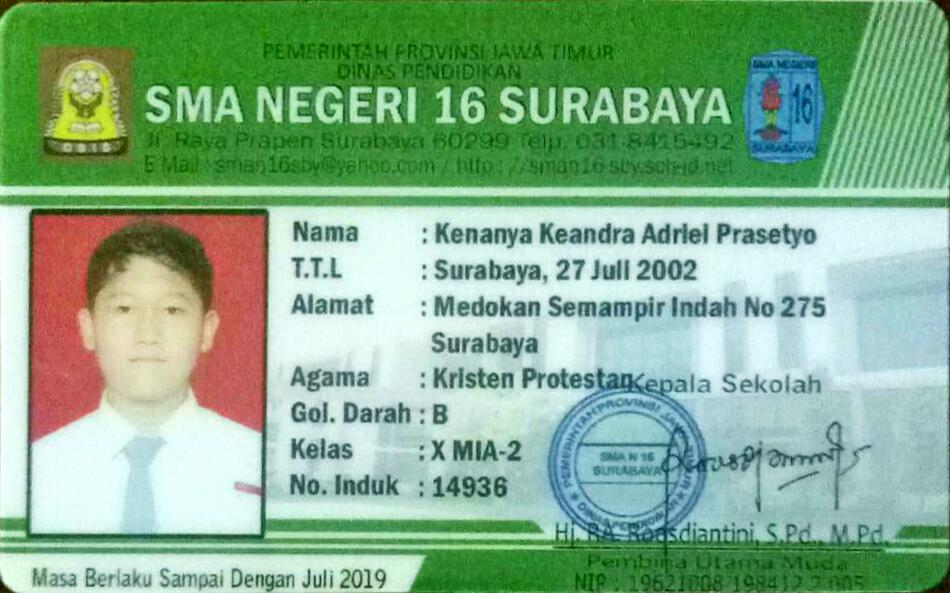 PEMERINTAH PROVINSI JAWA TIMUR
DINAS PENDIDIKAN
SMA NEGERI 16 SURABAYA
Jl. Raya Prapen Surabaya 60299 Telp. 031-8415492
E Mail : sman16sby@yahoo.com / http : //sman16-sby.sch-id.net
OSIS
SMA NEGERI
16
SURABAYA
Nama : Kenanya Keandra Adriel Prasetyo
T.T.L : Surabaya, 27 Juli 2002
Alamat : Medokan Semampir Indah No 275
Surabaya
Agama : Kristen Protestan
Gol. Darah : B
Kelas : X MIA-2
No. Induk : 14936
Kepala Sekolah
PEMERINTAH PROVINSI
SMA N 16
SURABAYA
DINAS PENDIDIKAN
Hj. RA. Roosdiantini, S.Pd., M.Pd.
Pembina Utama Muda
NIP : 19621008 198412 2 005
Masa Berlaku Sampai Dengan Juli 2019